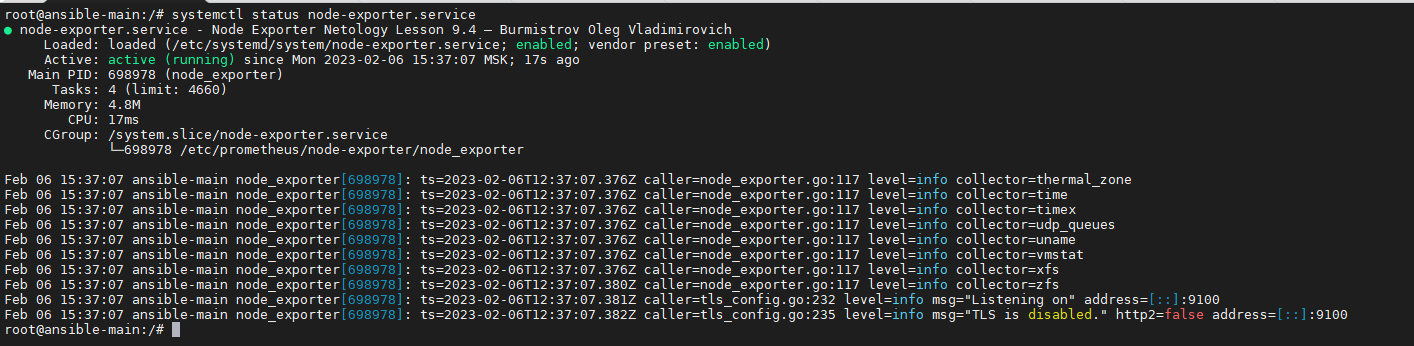 root@ansible-main:/# systemctl status node-exporter.service
● node-exporter.service - Node Exporter Netology Lesson 9.4 — Burmistrov Oleg Vladimirovich
     Loaded: loaded (/etc/systemd/system/node-exporter.service; enabled; vendor preset: enabled)
     Active: active (running) since Mon 2023-02-06 15:37:07 MSK; 17s ago
   Main PID: 698978 (node_exporter)
      Tasks: 4 (limit: 4660)
     Memory: 4.8M
        CPU: 17ms
     CGroup: /system.slice/node-exporter.service
             └─698978 /etc/prometheus/node-exporter/node_exporter

Feb 06 15:37:07 ansible-main node_exporter[698978]: ts=2023-02-06T12:37:07.376Z caller=node_exporter.go:117 level=info collector=thermal_zone
Feb 06 15:37:07 ansible-main node_exporter[698978]: ts=2023-02-06T12:37:07.376Z caller=node_exporter.go:117 level=info collector=time
Feb 06 15:37:07 ansible-main node_exporter[698978]: ts=2023-02-06T12:37:07.376Z caller=node_exporter.go:117 level=info collector=timex
Feb 06 15:37:07 ansible-main node_exporter[698978]: ts=2023-02-06T12:37:07.376Z caller=node_exporter.go:117 level=info collector=udp_queues
Feb 06 15:37:07 ansible-main node_exporter[698978]: ts=2023-02-06T12:37:07.376Z caller=node_exporter.go:117 level=info collector=uname
Feb 06 15:37:07 ansible-main node_exporter[698978]: ts=2023-02-06T12:37:07.376Z caller=node_exporter.go:117 level=info collector=vmstat
Feb 06 15:37:07 ansible-main node_exporter[698978]: ts=2023-02-06T12:37:07.376Z caller=node_exporter.go:117 level=info collector=xfs
Feb 06 15:37:07 ansible-main node_exporter[698978]: ts=2023-02-06T12:37:07.380Z caller=node_exporter.go:117 level=info collector=zfs
Feb 06 15:37:07 ansible-main node_exporter[698978]: ts=2023-02-06T12:37:07.381Z caller=tls_config.go:232 level=info msg="Listening on" address=[::]:9100
Feb 06 15:37:07 ansible-main node_exporter[698978]: ts=2023-02-06T12:37:07.382Z caller=tls_config.go:235 level=info msg="TLS is disabled." http2=false address=[::]:9100
root@ansible-main:/#